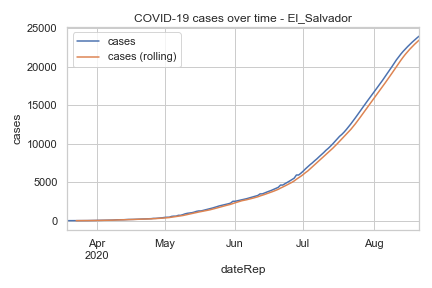 COVID-19 cases over time - El_Salvador
cases
cases (rolling)
25000
20000
15000
10000
5000
0
cases
Apr
2020
May
Jun
Jul
Aug
dateRep